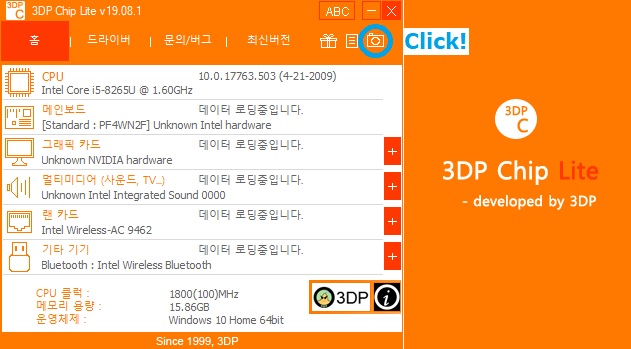 3DP
C
3DP Chip Lite v19.08.1
ABC
홈
드라이버
문의/버그
최신버전
Click!
CPU
10.0.17763.503 (4-21-2009)
Intel Core i5-8265U @ 1.60GHz
메인보드
데이터 로딩중입니다.
[Standard : PF4WN2F] Unknown Intel hardware
그래픽 카드
데이터 로딩중입니다.
Unknown NVIDIA hardware
멀티미디어 (사운드, TV...)
데이터 로딩중입니다.
Unknown Intel Integrated Sound 0000
랜 카드
데이터 로딩중입니다.
Intel Wireless-AC 9462
기타 기기
데이터 로딩중입니다.
Bluetooth : Intel Wireless Bluetooth
CPU 클럭 :
1800(100)MHz
메모리 용량 :
15.86GB
운영체제 :
Windows 10 Home 64bit
3DP
i
Since 1999, 3DP
3DP
C
3DP Chip Lite
- developed by 3DP